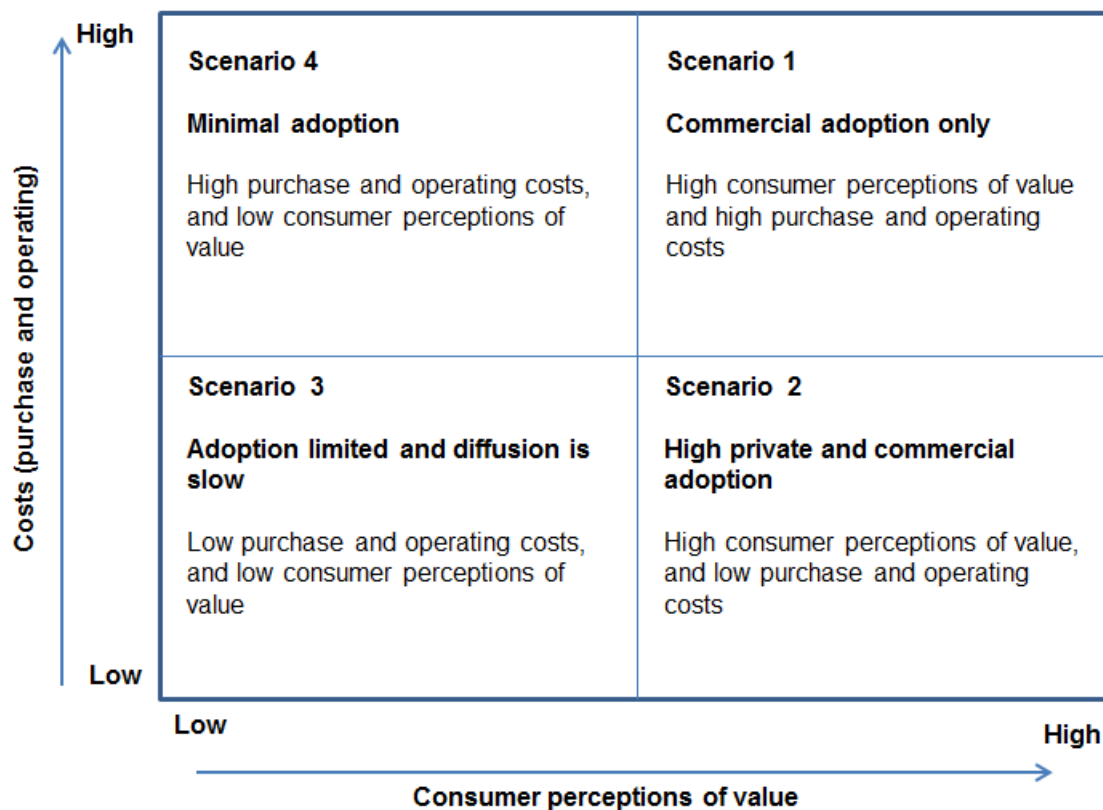 High
Scenario 4
Minimal adoption
High purchase and operating costs,
and low consumer perceptions of
value
Scenario 1
Commercial adoption only
High consumer perceptions of value
and high purchase and operating
costs
Costs (purchase and operating)
Scenario 3
Adoption limited and diffusion is
slow
Low purchase and operating costs,
and low consumer perceptions of
value
Scenario 2
High private and commercial
adoption
High consumer perceptions of value,
and low purchase and operating
costs
Low
Low
High
Consumer perceptions of value